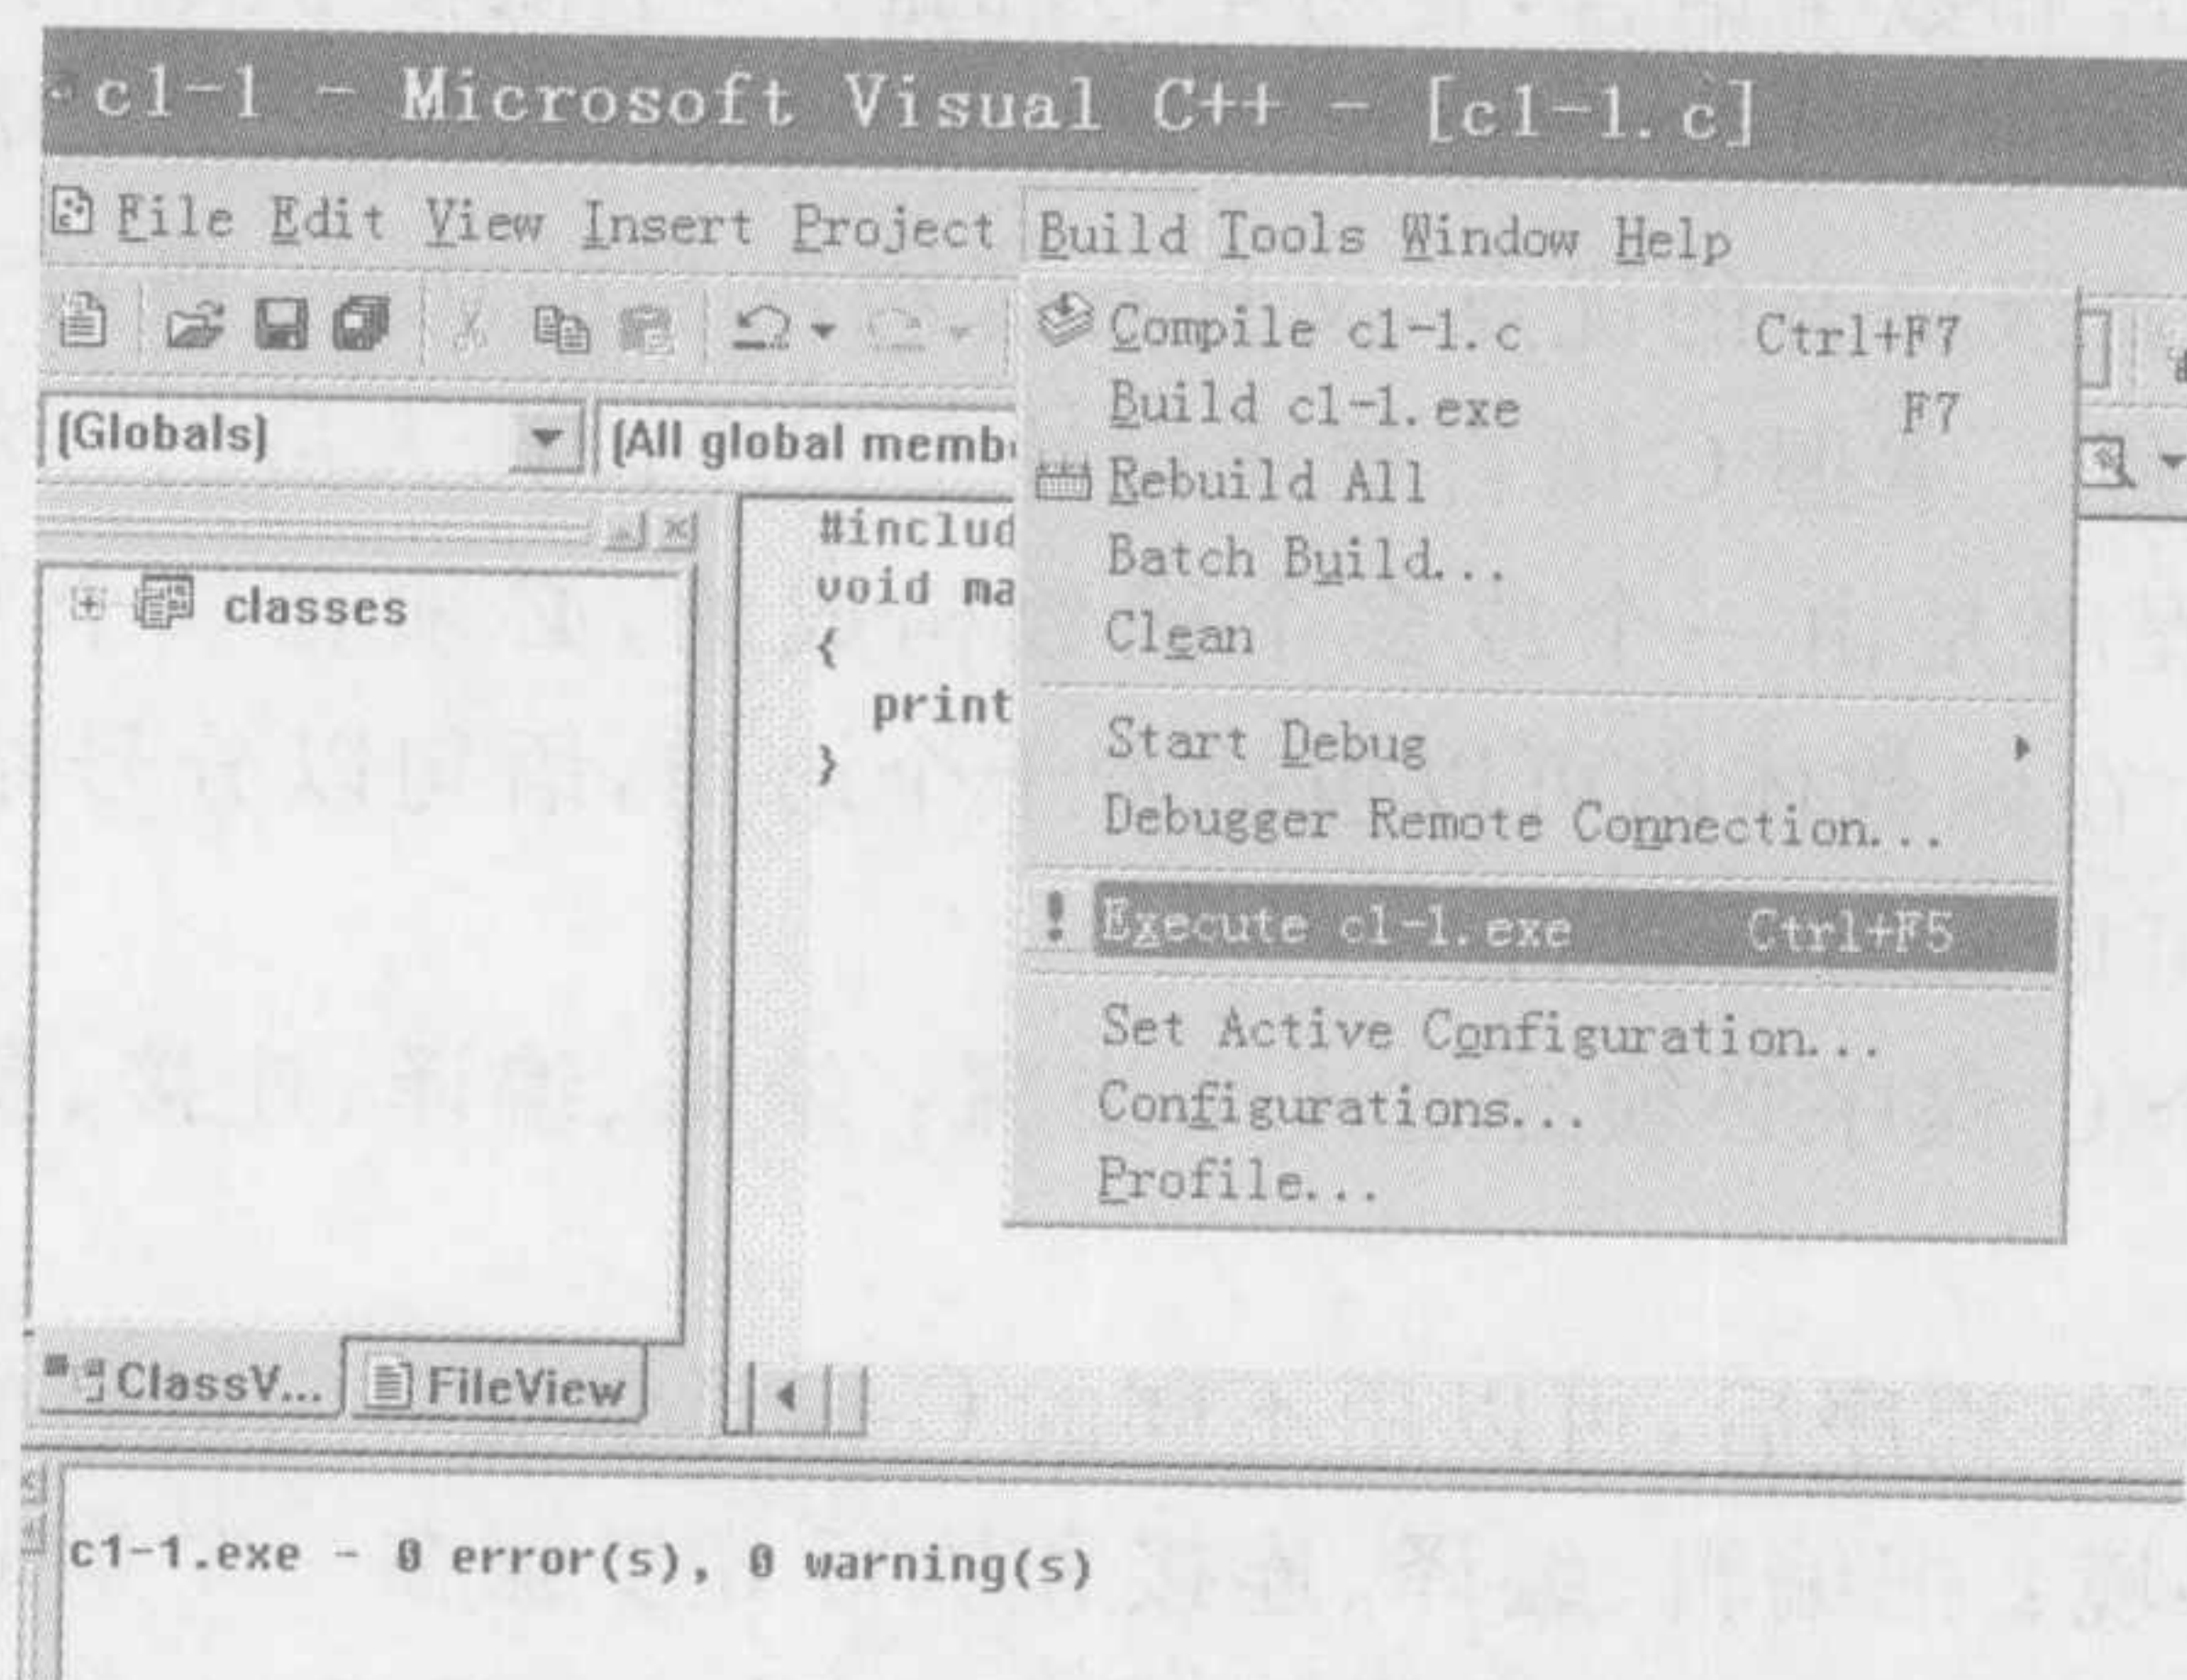 c1-1 - Microsoft Visual C++ - [c1-1.c]
File Edit View Insert Project Build Tools Window Help
(Globals) (All global memb
Compile c1-1.c Ctrl+F7
Build c1-1.exe F7
Rebuild All
Batch Build...
Clean
Start Debug
Debugger Remote Connection...
Execute c1-1.exe Ctrl+F5
Set Active Configuration...
Configurations...
Profile...
classes
#includ
void ma
{
print
}
ClassV... FileView
c1-1.exe - 0 error(s), 0 warning(s)